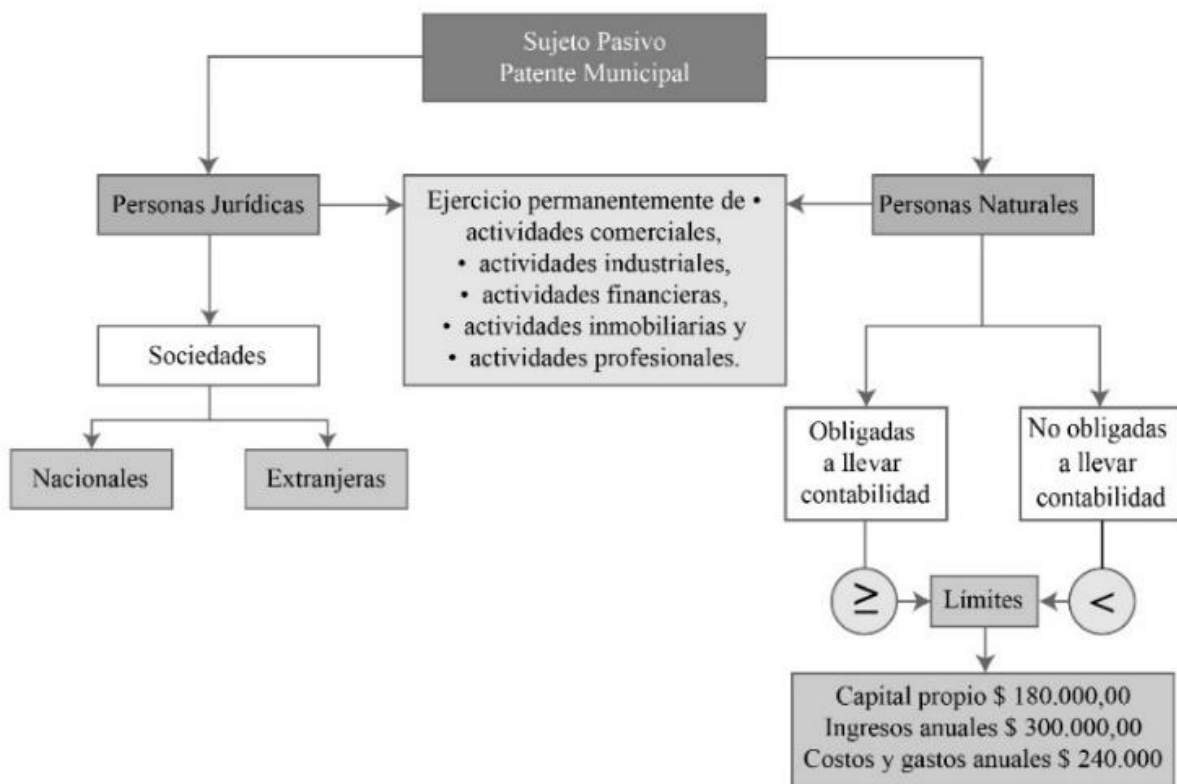 Sujeto Pasivo
Patente Municipal
Personas Jurídicas
Ejercicio permanentemente de •
actividades comerciales,
• actividades industriales,
• actividades financieras,
• actividades inmobiliarias y
• actividades profesionales.
Personas Naturales
Sociedades
Nacionales
Extranjeras
Obligadas
a llevar
contabilidad
No obligadas
a llevar
contabilidad
≥
Límites
<
Capital propio $ 180.000,00
Ingresos anuales $ 300.000,00
Costos y gastos anuales $ 240.000